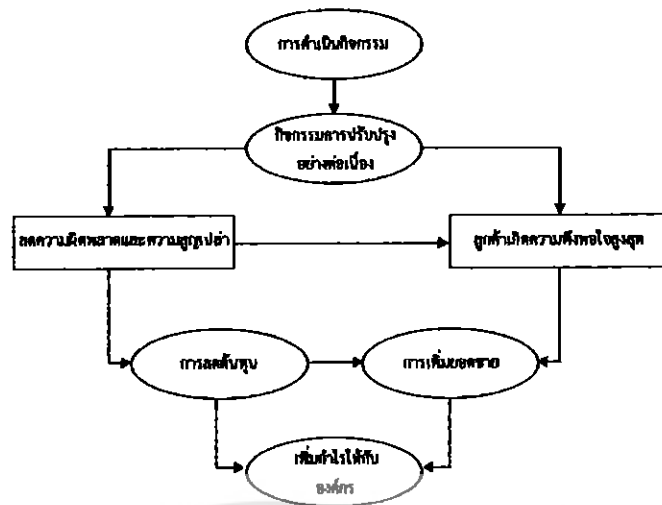 การดำเนินกิจกรรม
กิจกรรมการปรับปรุง
อย่างต่อเนื่อง
ลดความผิดพลาดและความสูญเปล่า
ลูกค้าเกิดความพึงพอใจสูงสุด
การลดต้นทุน
การเพิ่มยอดขาย
เพิ่มกำไรให้กับ
องค์กร